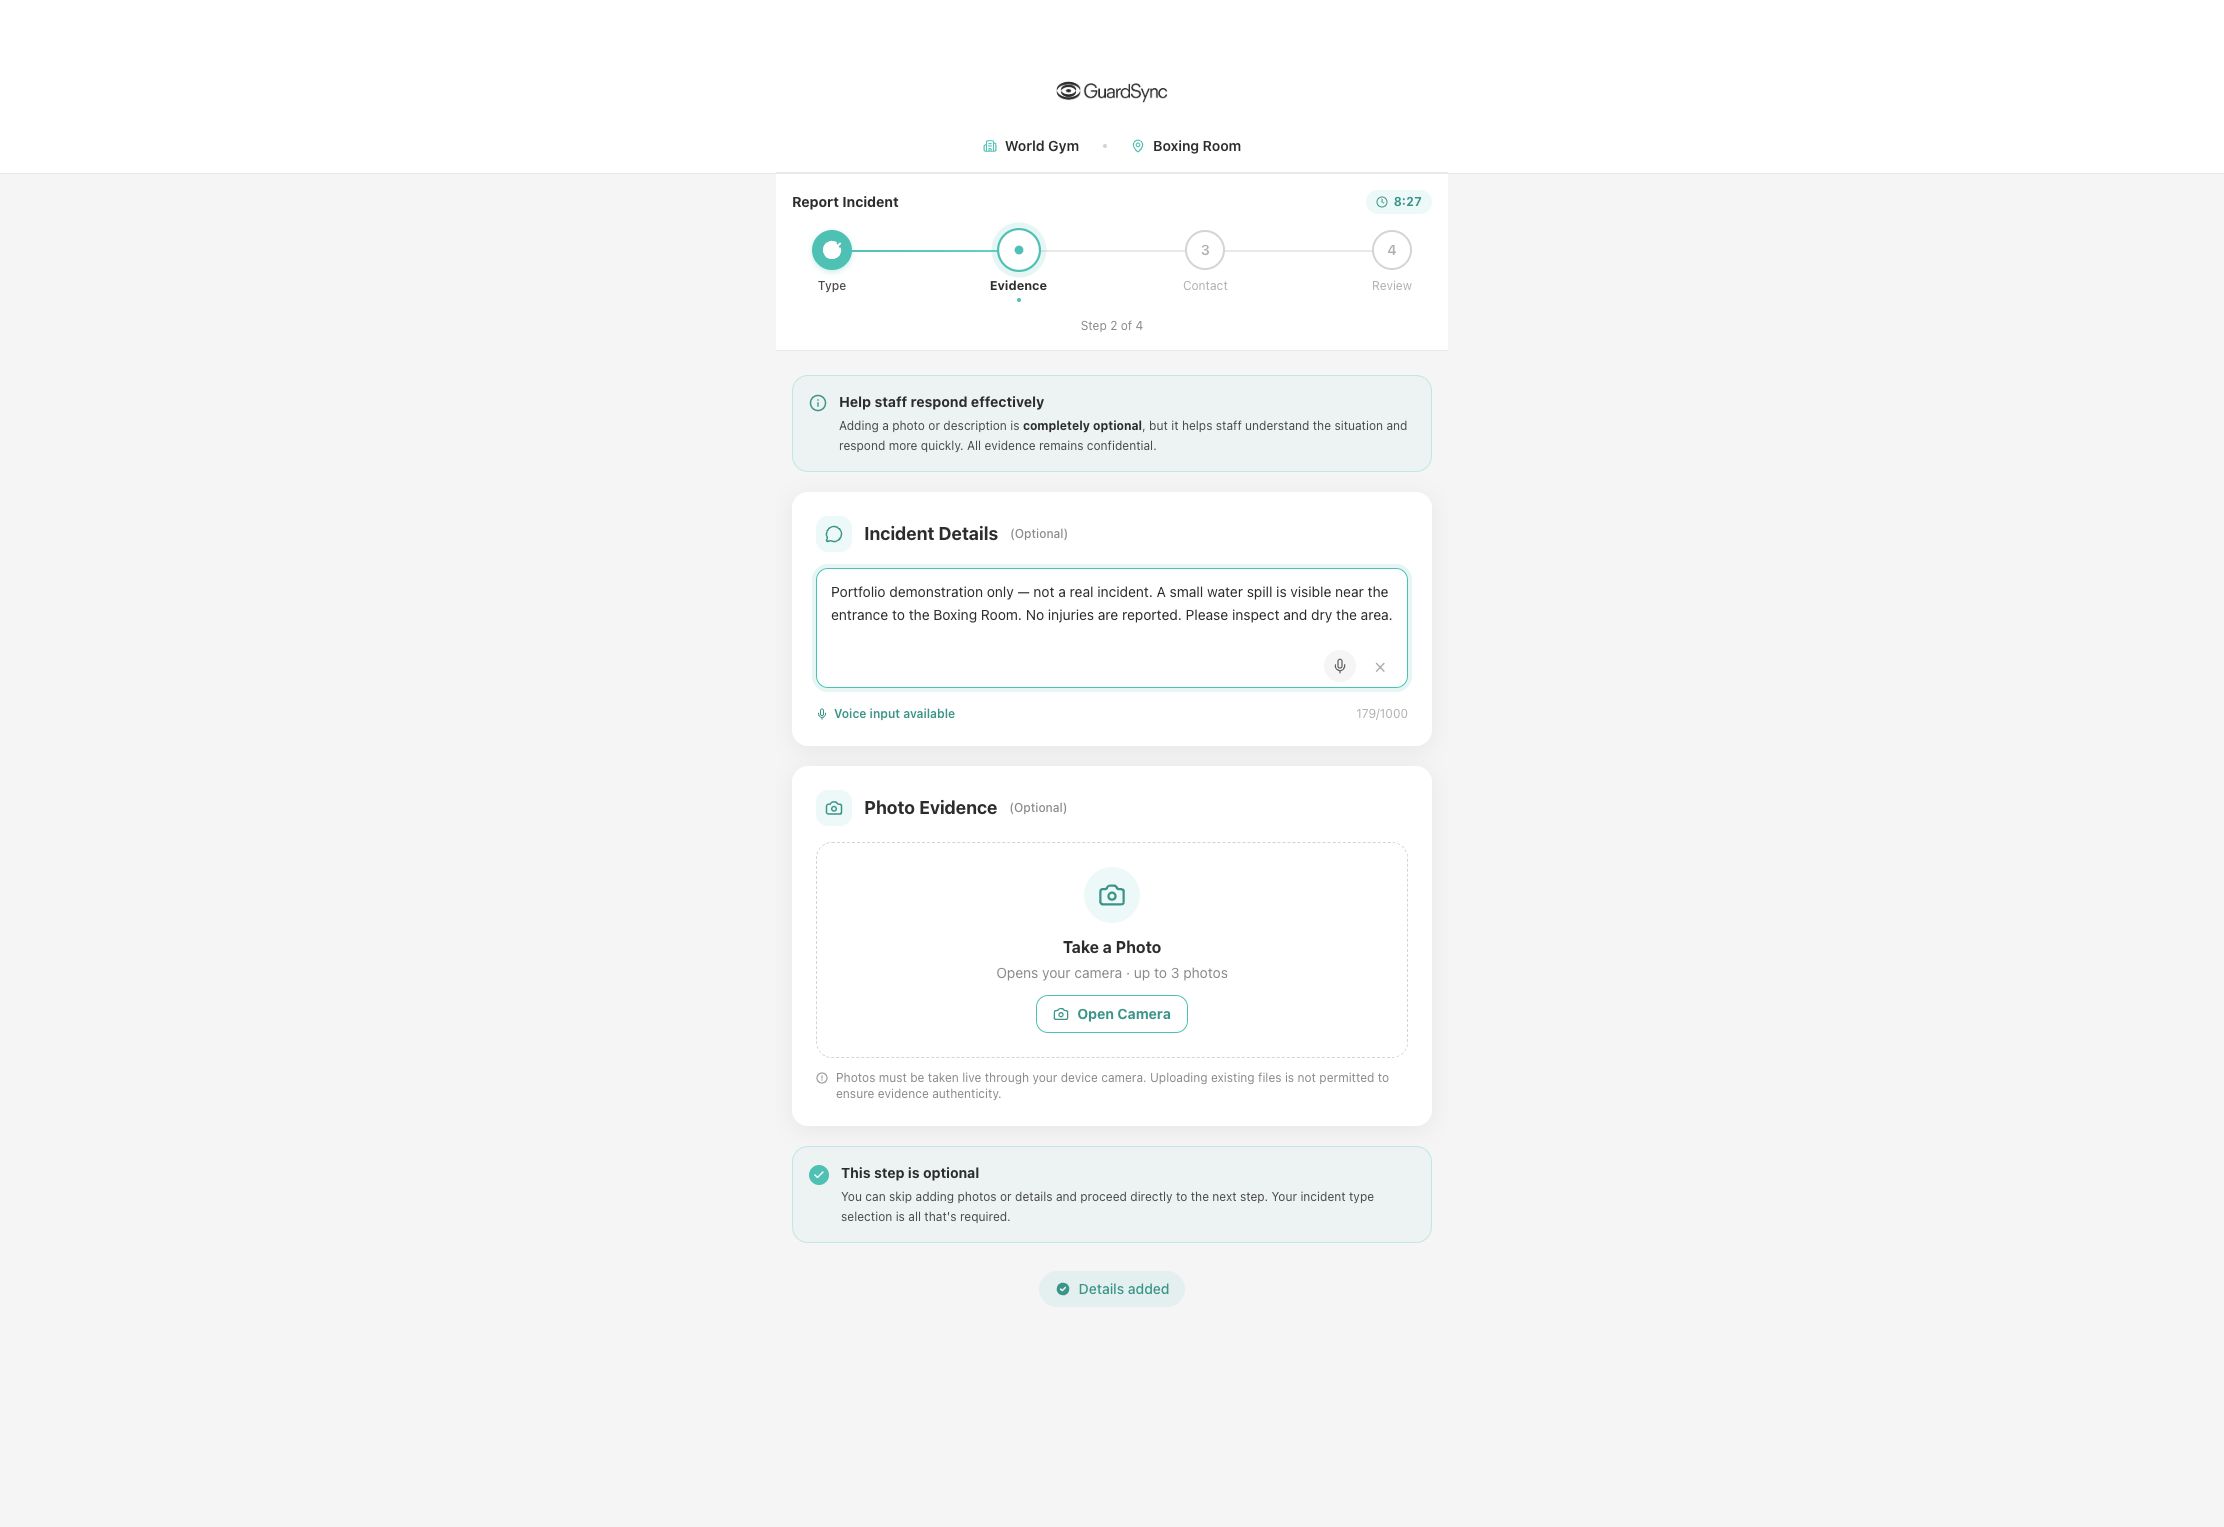 GuardSync
World Gym • Boxing Room
Report Incident
8:27
3
4
Type
Evidence
Contact
Review
Step 2 of 4
Help staff respond effectively
Adding a photo or description is completely optional, but it helps staff understand the situation and
respond more quickly. All evidence remains confidential.
Incident Details (Optional)
Portfolio demonstration only — not a real incident. A small water spill is visible near the
entrance to the Boxing Room. No injuries are reported. Please inspect and dry the area.
Voice input available
179/1000
Photo Evidence (Optional)
Take a Photo
Opens your camera · up to 3 photos
Open Camera
Photos must be taken live through your device camera. Uploading existing files is not permitted to
ensure evidence authenticity.
This step is optional
You can skip adding photos or details and proceed directly to the next step. Your incident type
selection is all that's required.
Details added